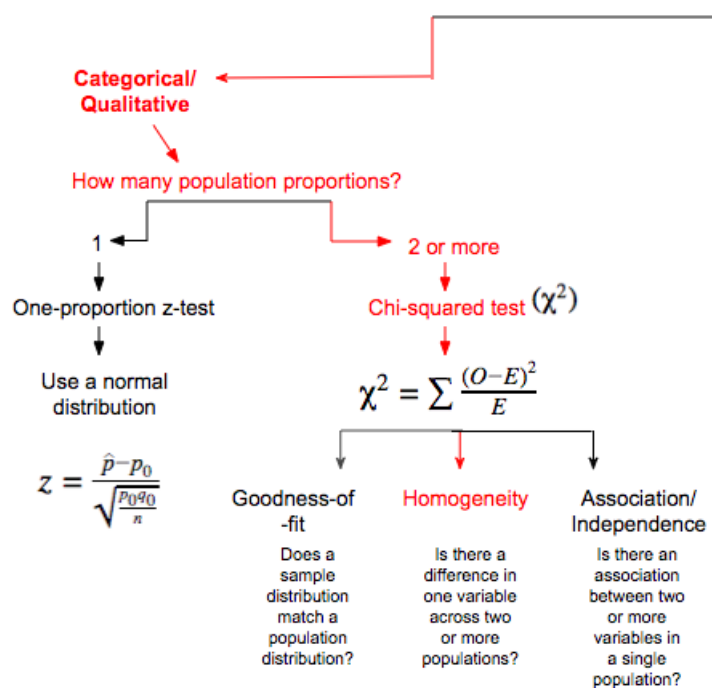 Categorical/
Qualitative
How many population proportions?
1
2 or more
One-proportion z-test
Chi-squared test (χ²)
Use a normal
distribution
χ² = ∑ (O−E)²/E
z = (p̂−p₀)/√(p₀q₀/n)
Goodness-of
-fit
Homogeneity
Association/
Independence
Does a
sample
distribution
match a
population
distribution?
Is there a
difference in
one variable
across two
or more
populations?
Is there an
association
between two
or more
variables in
a single
population?